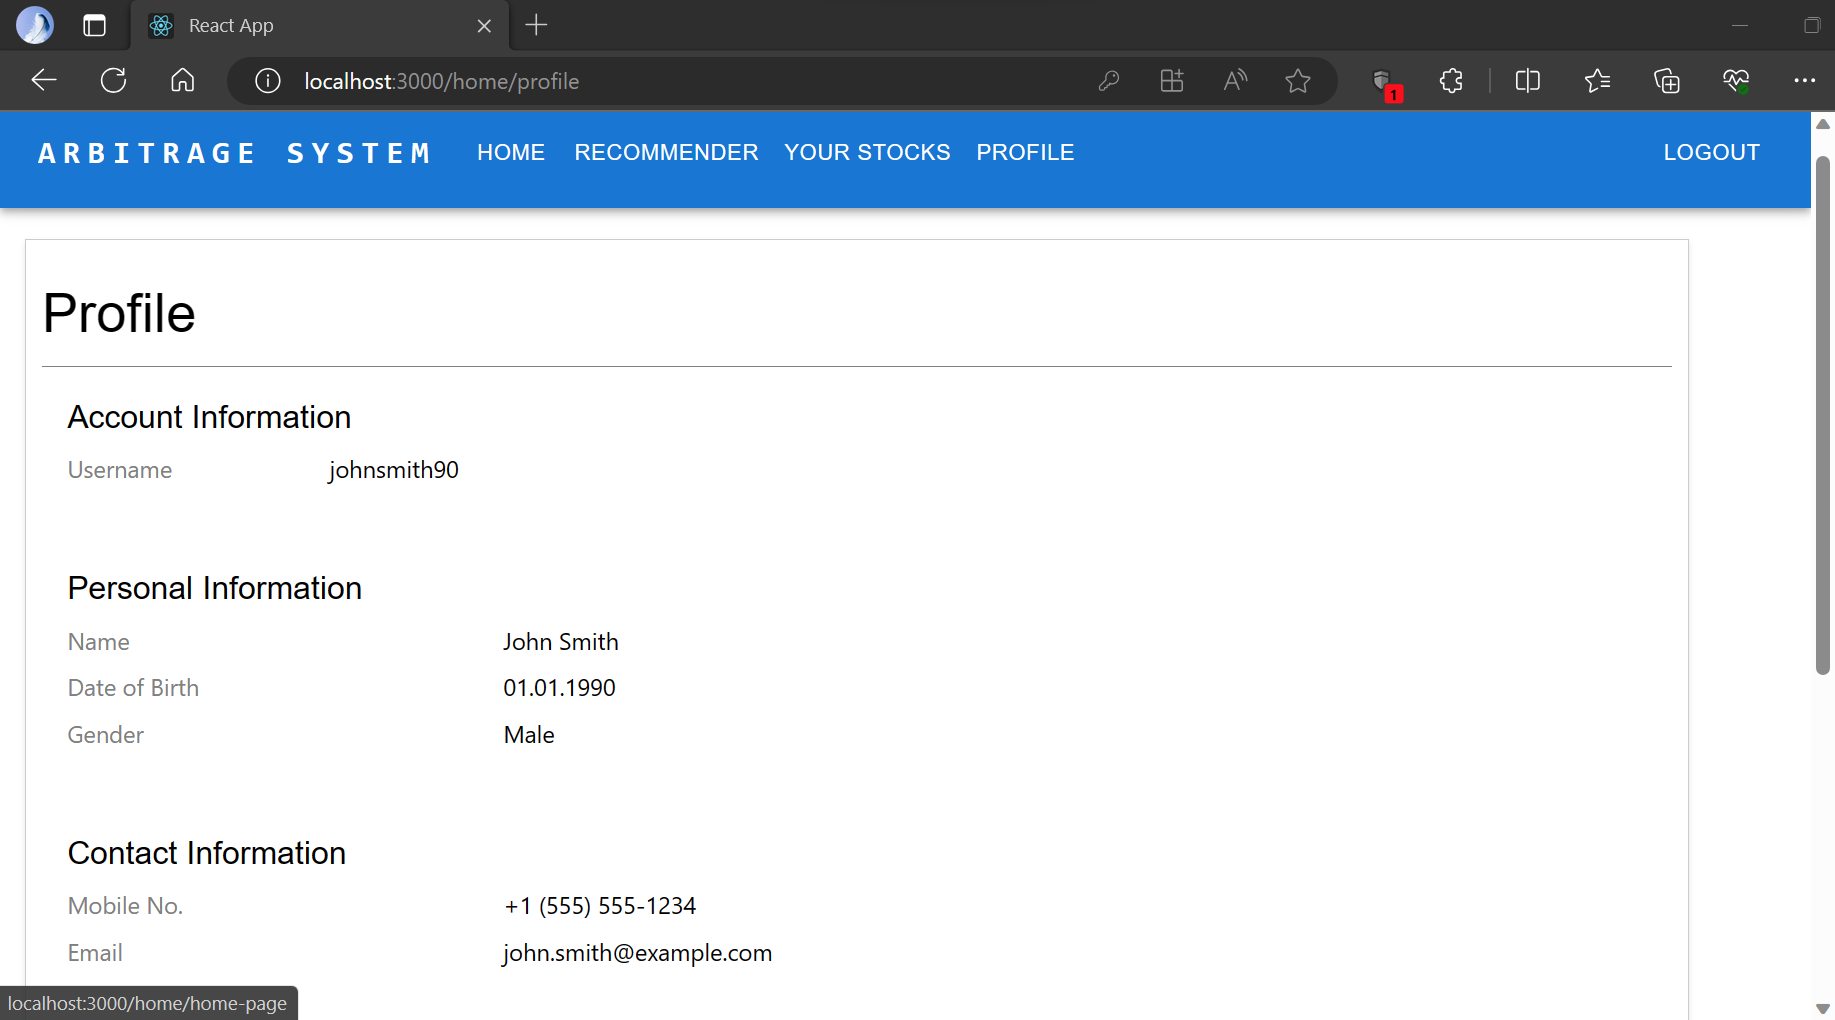 React App
localhost:3000/home/profile
1
ARBITRAGE SYSTEM HOME RECOMMENDER YOUR STOCKS PROFILE LOGOUT
Profile
Account Information
Username johnsmith90
Personal Information
Name John Smith
Date of Birth 01.01.1990
Gender Male
Contact Information
Mobile No. +1 (555) 555-1234
Email john.smith@example.com
localhost:3000/home/home-page